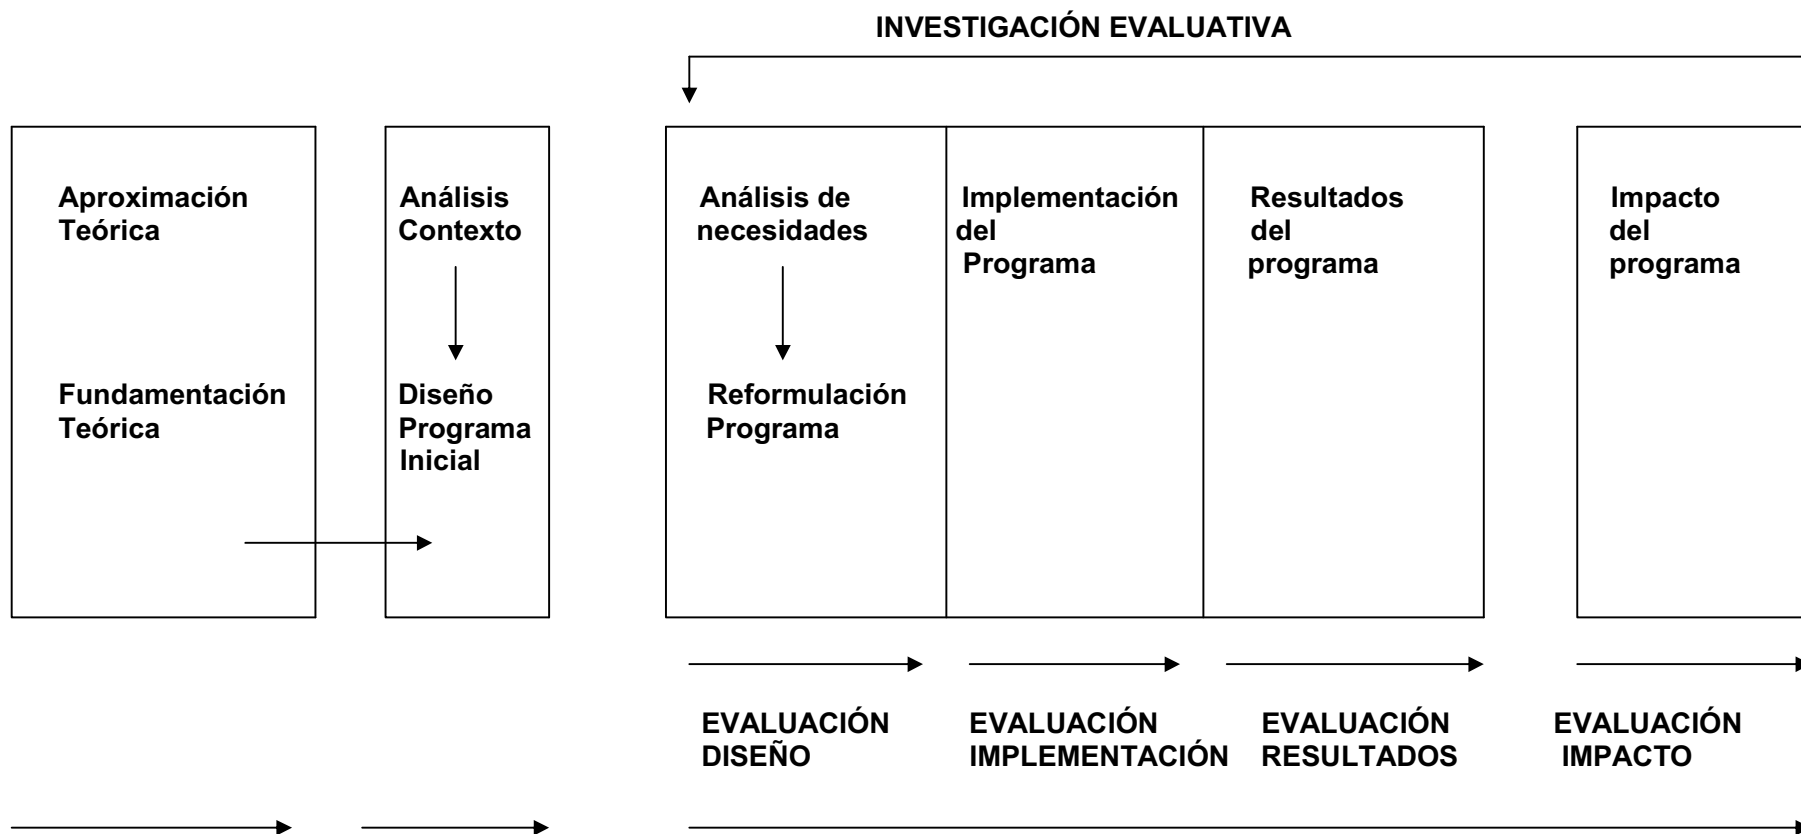 INVESTIGACIÓN EVALUATIVA
Aproximación
Teórica
Fundamentación
Teórica
Análisis
Contexto
Diseño
Programa
Inicial
Análisis de
necesidades
Reformulación
Programa
Implementación
del
Programa
Resultados
del
programa
Impacto
del
programa
EVALUACIÓN
DISEÑO
EVALUACIÓN
IMPLEMENTACIÓN
EVALUACIÓN
RESULTADOS
EVALUACIÓN
IMPACTO